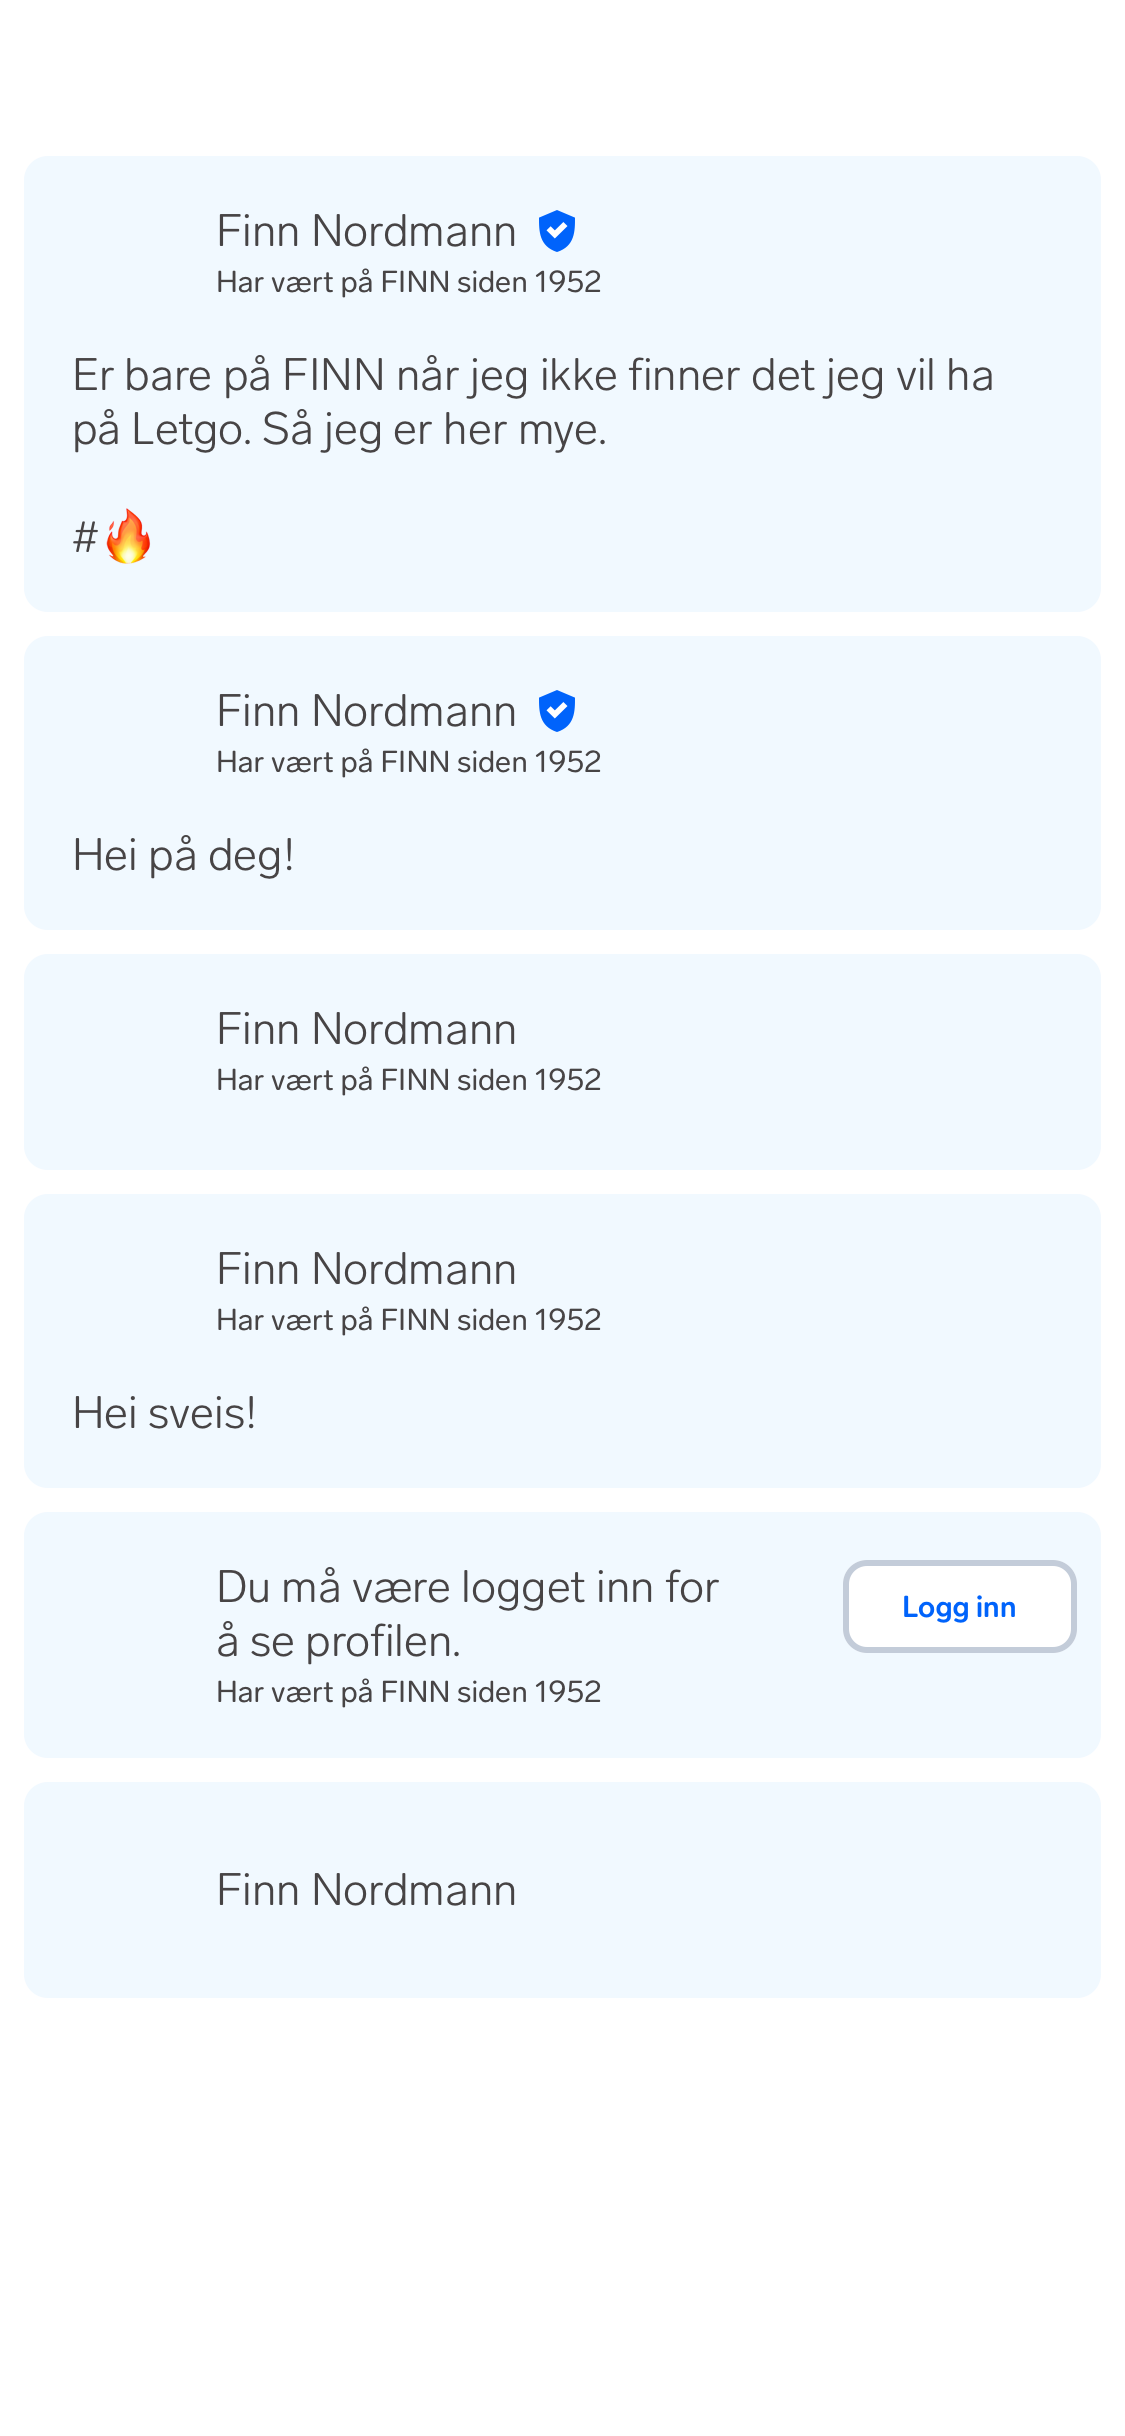 Finn Nordmann
Har vært på FINN siden 1952
Er bare på FINN når jeg ikke finner det jeg vil ha
på Letgo. Så jeg er her mye.
#🔥
Finn Nordmann
Har vært på FINN siden 1952
Hei på deg!
Finn Nordmann
Har vært på FINN siden 1952
Finn Nordmann
Har vært på FINN siden 1952
Hei sveis!
Du må være logget inn for
å se profilen.
Logg inn
Har vært på FINN siden 1952
Finn Nordmann